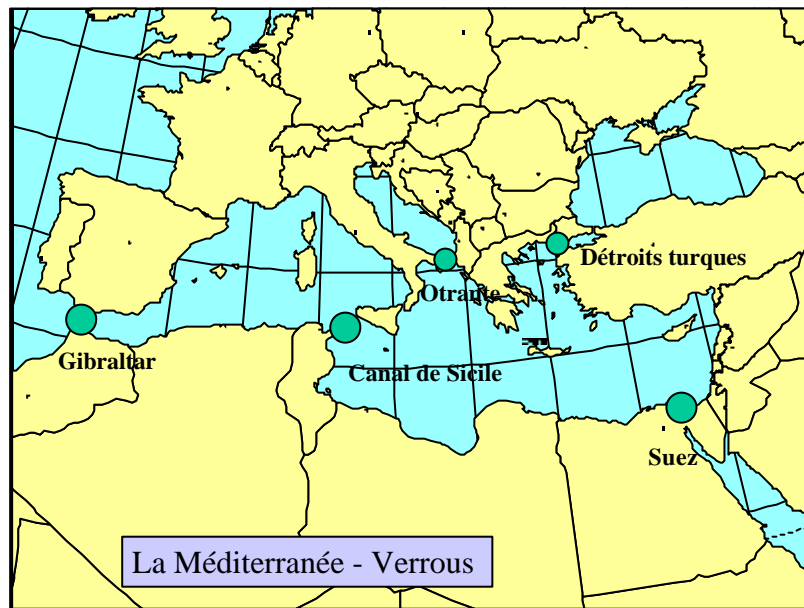 Détroits turques
Otrante
Gibraltar
Canal de Sicile
Suez
La Méditerranée - Verrous